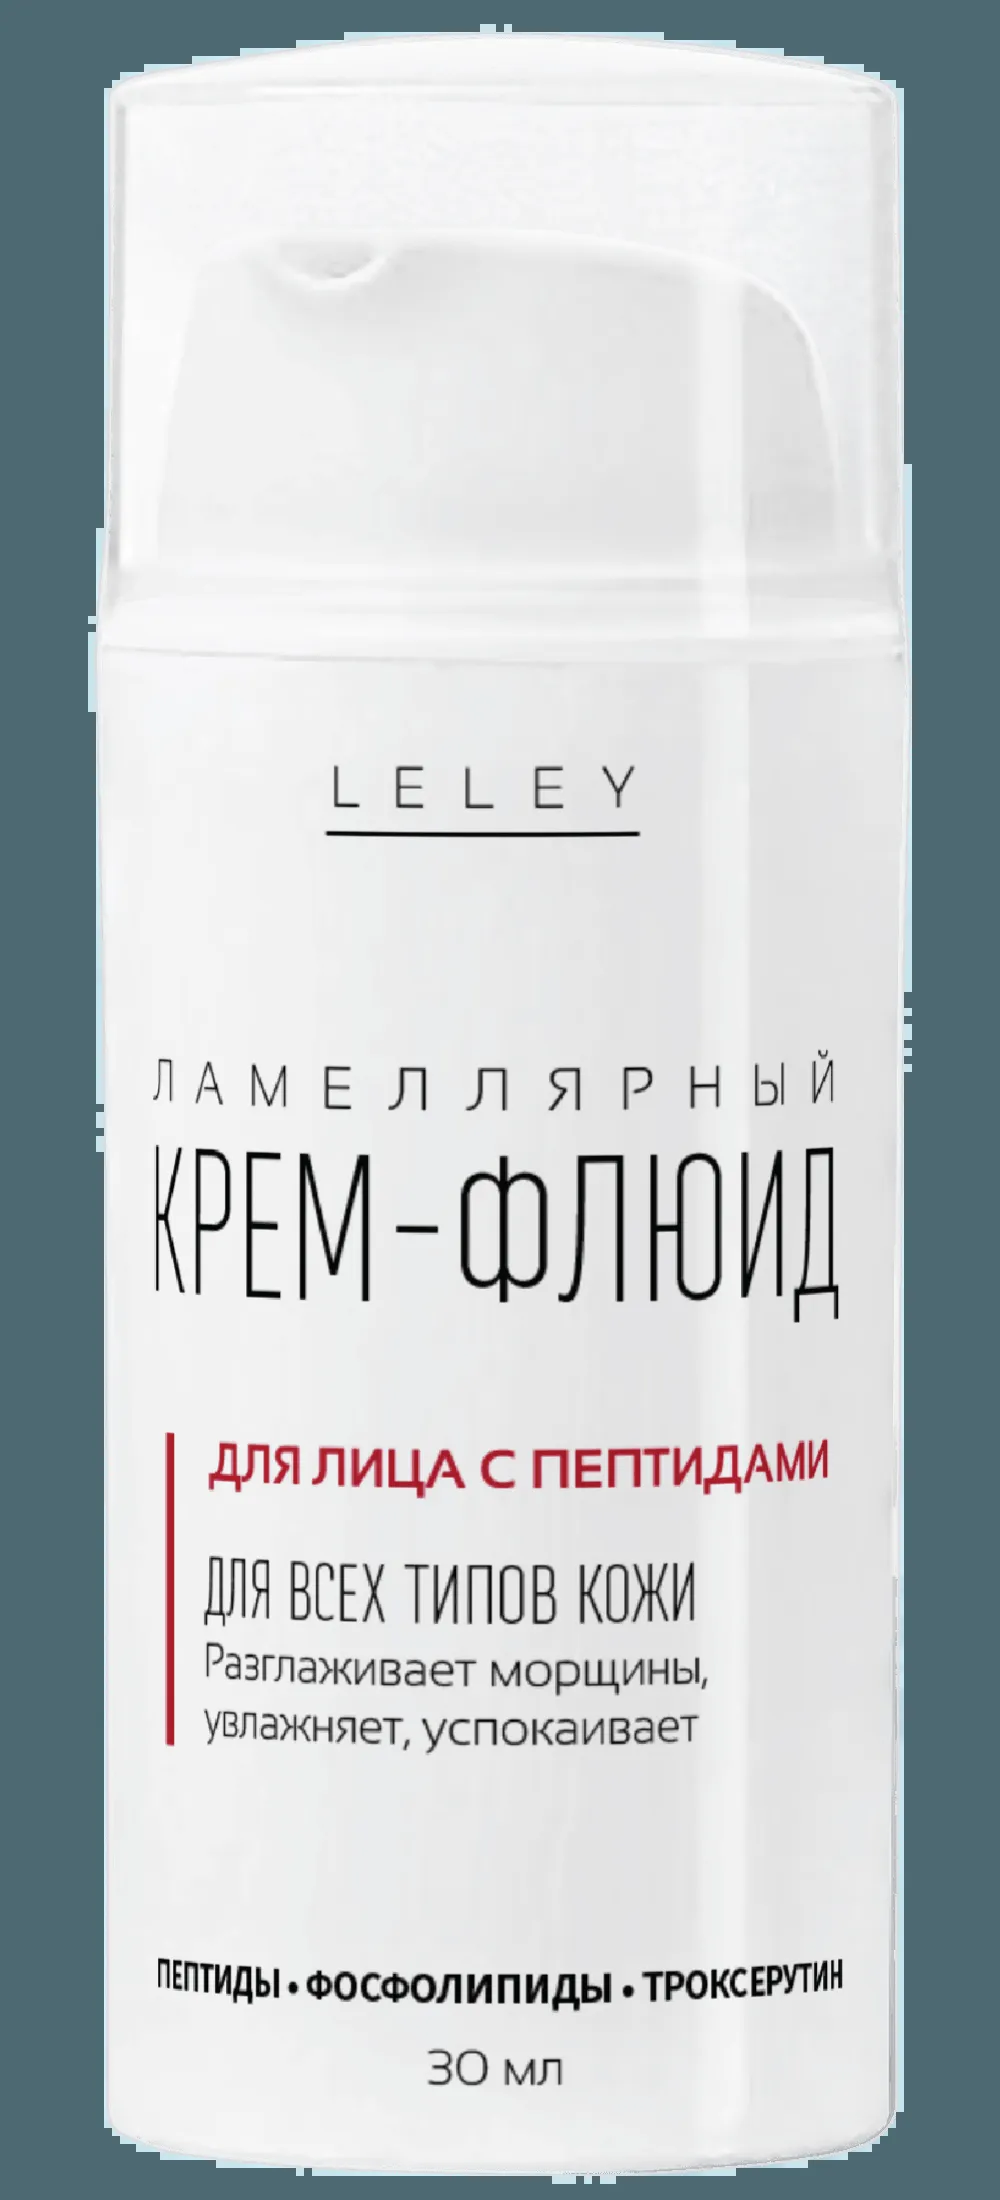 LELEY
ЛАМЕЛЛЯРНЫЙ
КРЕМ-ФЛЮИД
ДЛЯ ЛИЦА С ПЕПТИДАМИ
ДЛЯ ВСЕХ ТИПОВ КОЖИ
Разглаживает морщины,
увлажняет, успокаивает
ПЕПТИДЫ • ФОСФОЛИПИДЫ • ТРОКСЕРУТИН
30 мл